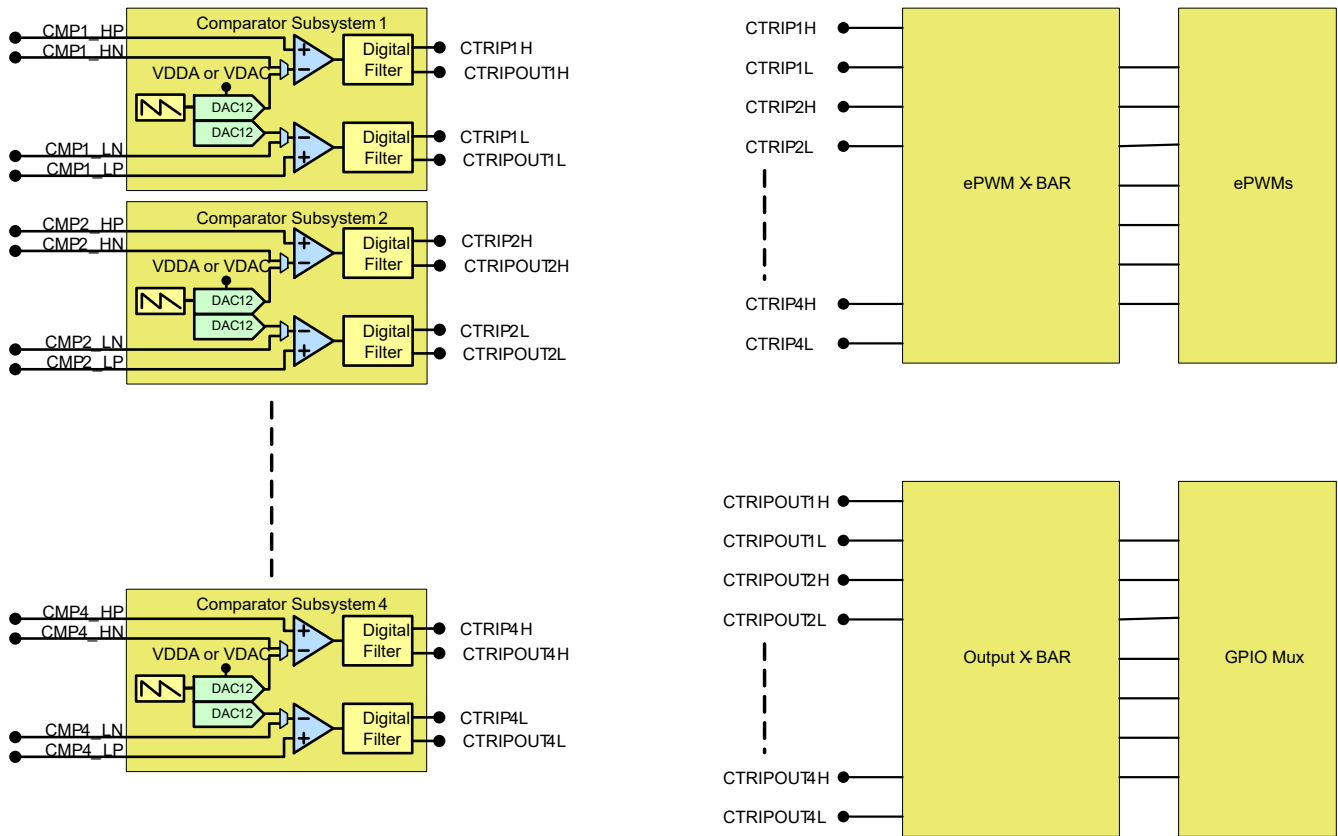 Comparator Subsystem 1
CMP1_HP
CMP1_HN
VDDA or VDAC
DAC12
DAC12
CMP1_LN
CMP1_LP
Digital
Filter
CTRIP1H
CTRIPOUT1H
Digital
Filter
CTRIP1L
CTRIPOUT1L
Comparator Subsystem 2
CMP2_HP
CMP2_HN
VDDA or VDAC
DAC12
DAC12
CMP2_LN
CMP2_LP
Digital
Filter
CTRIP2H
CTRIPOUT2H
Digital
Filter
CTRIP2L
CTRIPOUT2L
Comparator Subsystem 4
CMP4_HP
CMP4_HN
VDDA or VDAC
DAC12
DAC12
CMP4_LN
CMP4_LP
Digital
Filter
CTRIP4H
CTRIPOUT4H
Digital
Filter
CTRIP4L
CTRIPOUT4L
CTRIP1H
CTRIP1L
CTRIP2H
CTRIP2L
CTRIP4H
CTRIP4L
ePWM X-BAR
ePWMs
CTRIPOUT1H
CTRIPOUT1L
CTRIPOUT2H
CTRIPOUT2L
CTRIPOUT4H
CTRIPOUT4L
Output X-BAR
GPIO Mux